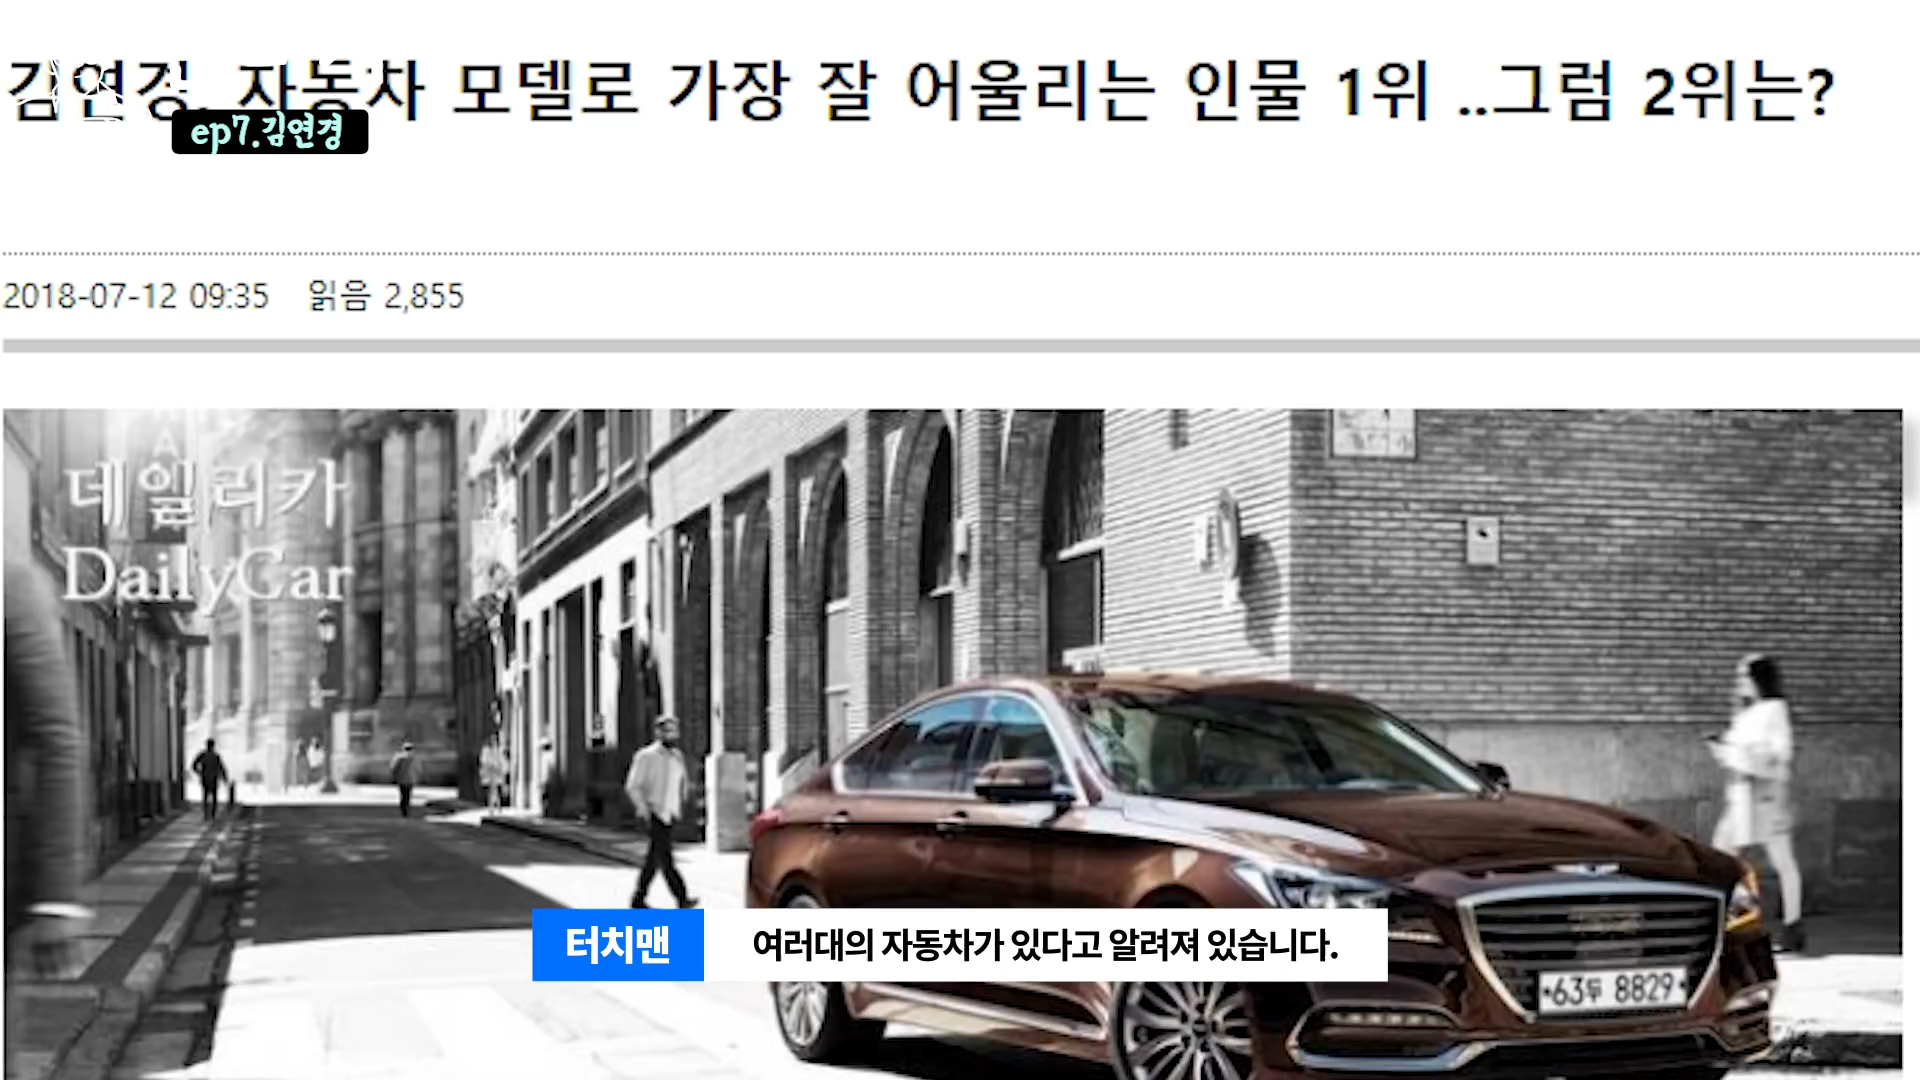 김연경, 자동차 모델로 가장 잘 어울리는 인물 1위 ..그럼 2위는?
ep7.김연경
2018-07-12 09:35 읽음 2,855
데일리카
DailyCar
63두 8829
터치맨 여러대의 자동차가 있다고 알려져 있습니다.